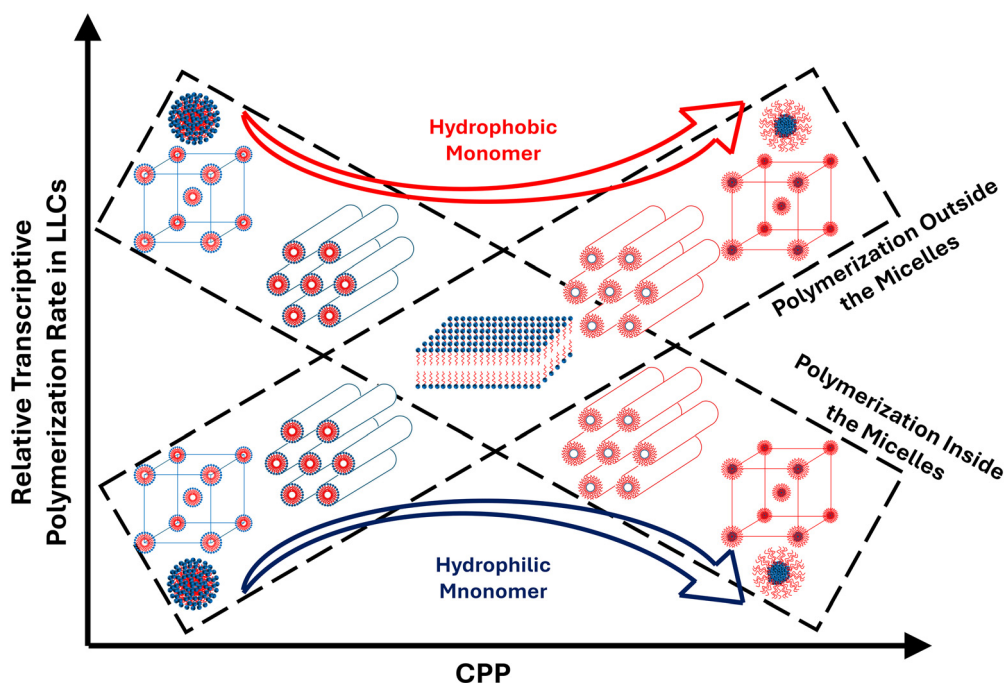 Relative Transcriptive
Polymerization Rate in LLCs
Hydrophobic
Monomer
Polymerization Outside
the Micelles
Polymerization Inside
the Micelles
Hydrophilic
Mnonomer
CPP